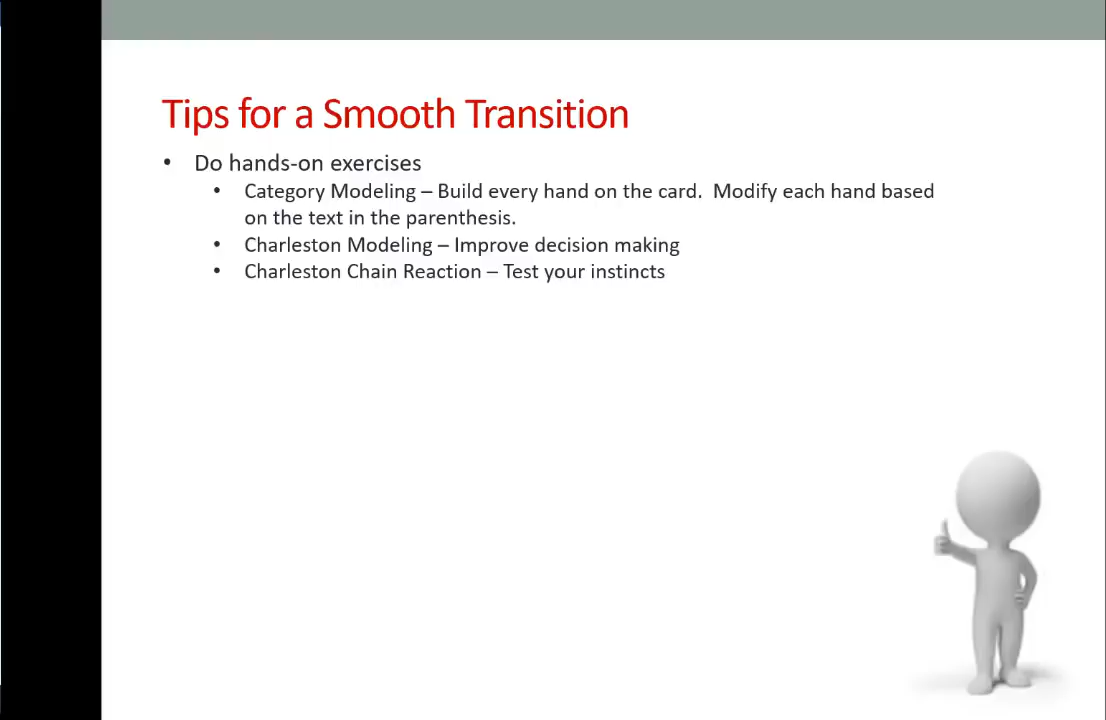 Tips for a Smooth Transition
• Do hands-on exercises
• Category Modeling – Build every hand on the card.  Modify each hand based
on the text in the parenthesis.
• Charleston Modeling – Improve decision making
• Charleston Chain Reaction – Test your instincts